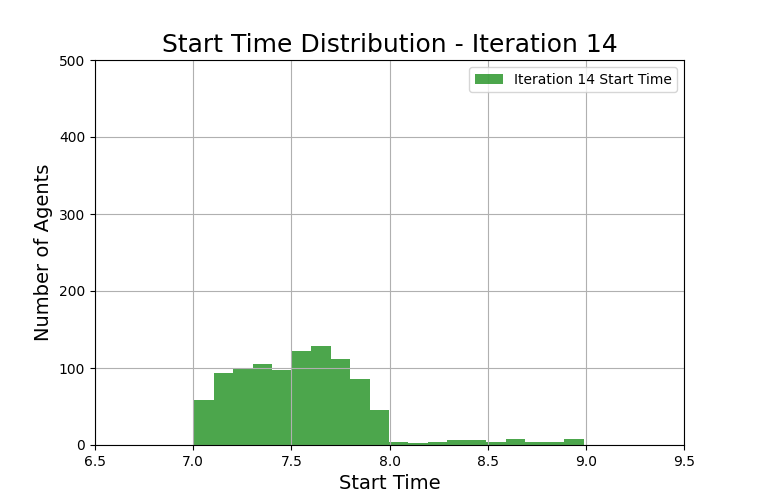 Start Time Distribution - Iteration 14
Iteration 14 Start Time
Number of Agents
500
400
300
200
100
0
6.5 7.0 7.5 8.0 8.5 9.0 9.5
Start Time